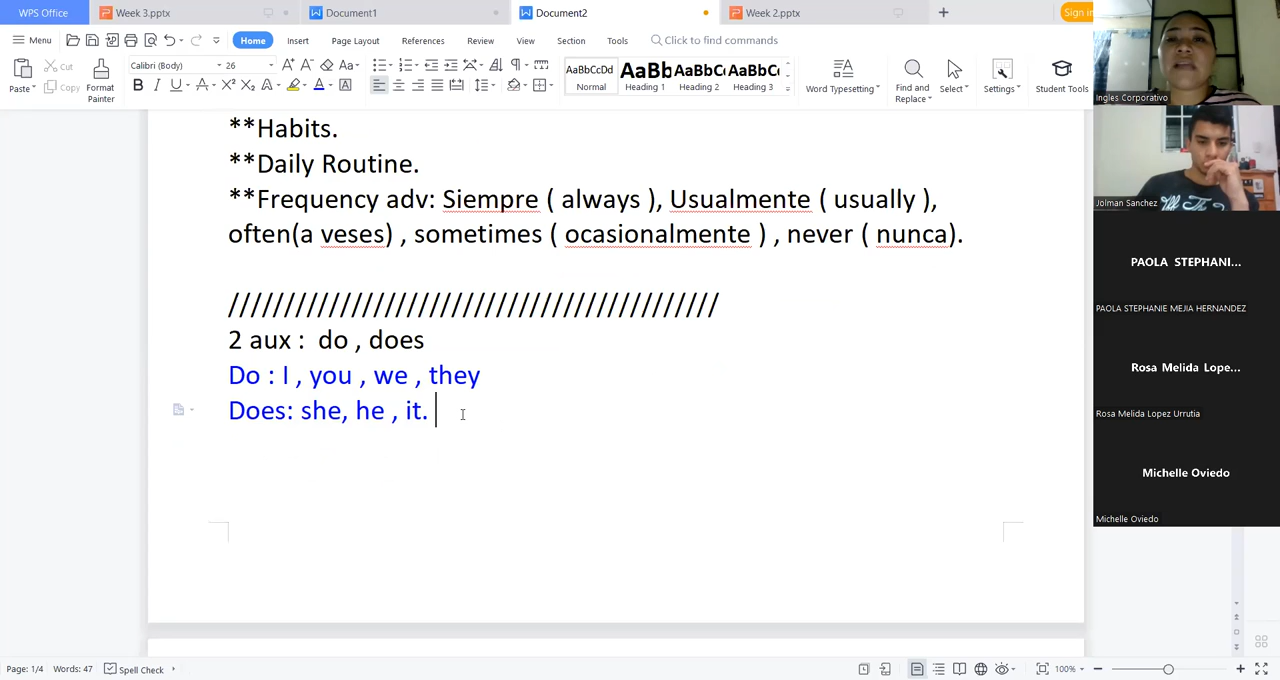 WPS Office
Week 3.pptx
Document1
Document2
Week 2.pptx
Sign in
Menu
Home
Insert
Page Layout
References
Review
View
Section
Tools
Click to find commands
Paste
Cut
Copy
Format Painter
Calibri (Body)
26
AaBbCcDd
Normal
AaBb
Heading 1
AaBbCc
Heading 2
AaBbCc
Heading 3
Word Typesetting
Find and Replace
Select
Settings
Student Tools
**Habits.
**Daily Routine.
**Frequency adv: Siempre ( always ), Usualmente ( usually ),
often(a veses) , sometimes ( ocasionalmente ) , never ( nunca).
////////////////////////////////////////////
2 aux : do , does
Do : I , you , we , they
Does: she, he , it.
Ingles Corporativo
Jolman Sanchez
PAOLA STEPHANI...
PAOLA STEPHANIE MEJIA HERNANDEZ
Rosa Melida Lope...
Rosa Melida Lopez Urrutia
Michelle Oviedo
Michelle Oviedo
Page: 1/4
Words: 47
Spell Check
100%